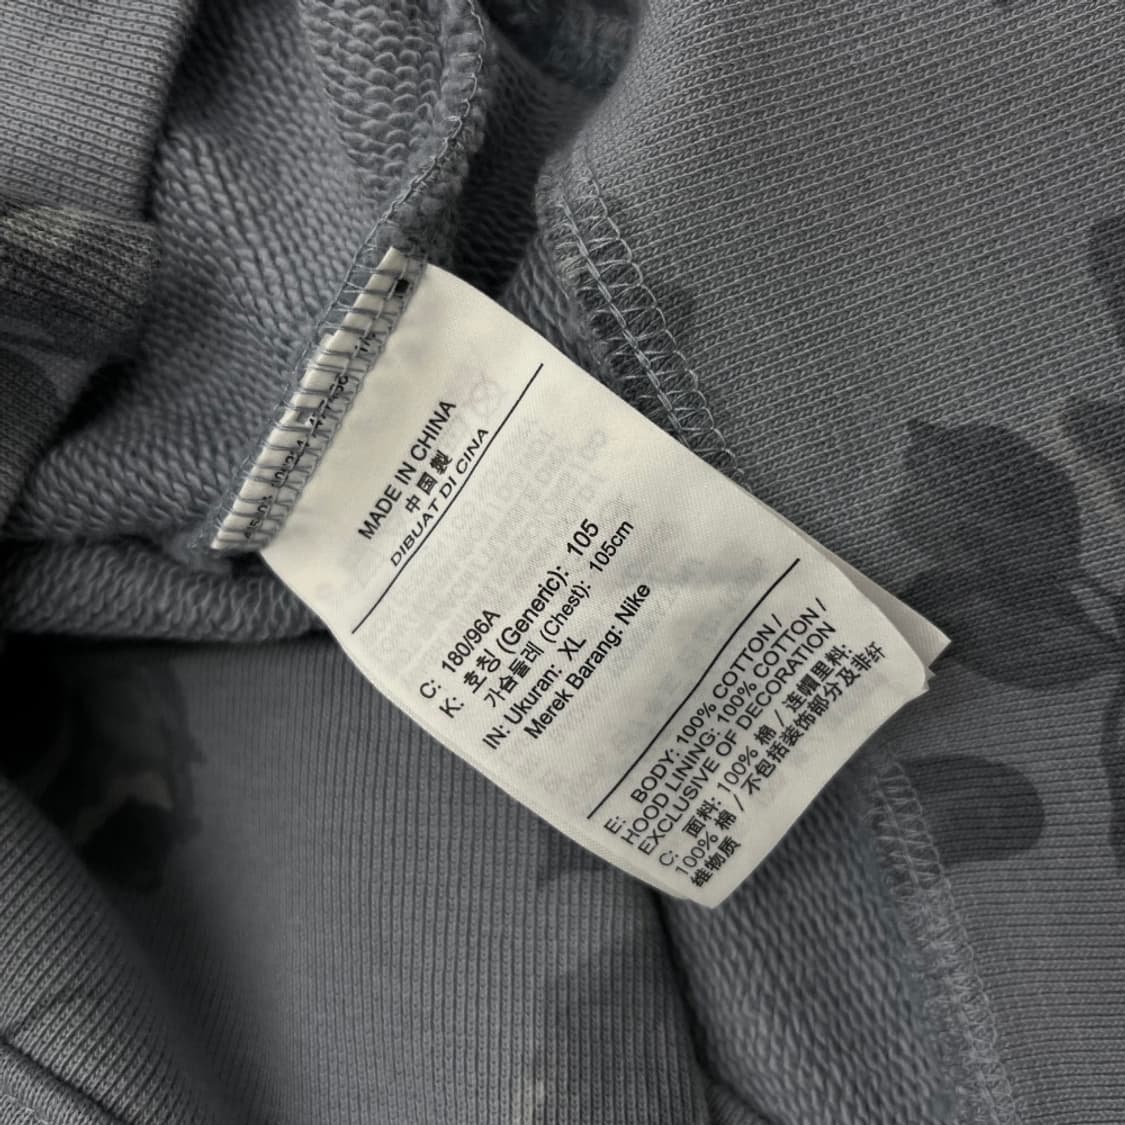 MADE IN CHINA
中国製
DIBUAT DI CINA
C: 180/96A
K: 호칭 (Generic): 105
가슴둘레 (Chest): 105cm
IN: Ukuran: XL
Merek Barang: Nike
E: BODY: 100% COTTON /
HOOD LINING: 100% COTTON /
EXCLUSIVE OF DECORATION
C: 面料: 100% 棉 / 连帽里料:
100% 棉 / 不包括装饰部分及非纤
维物质